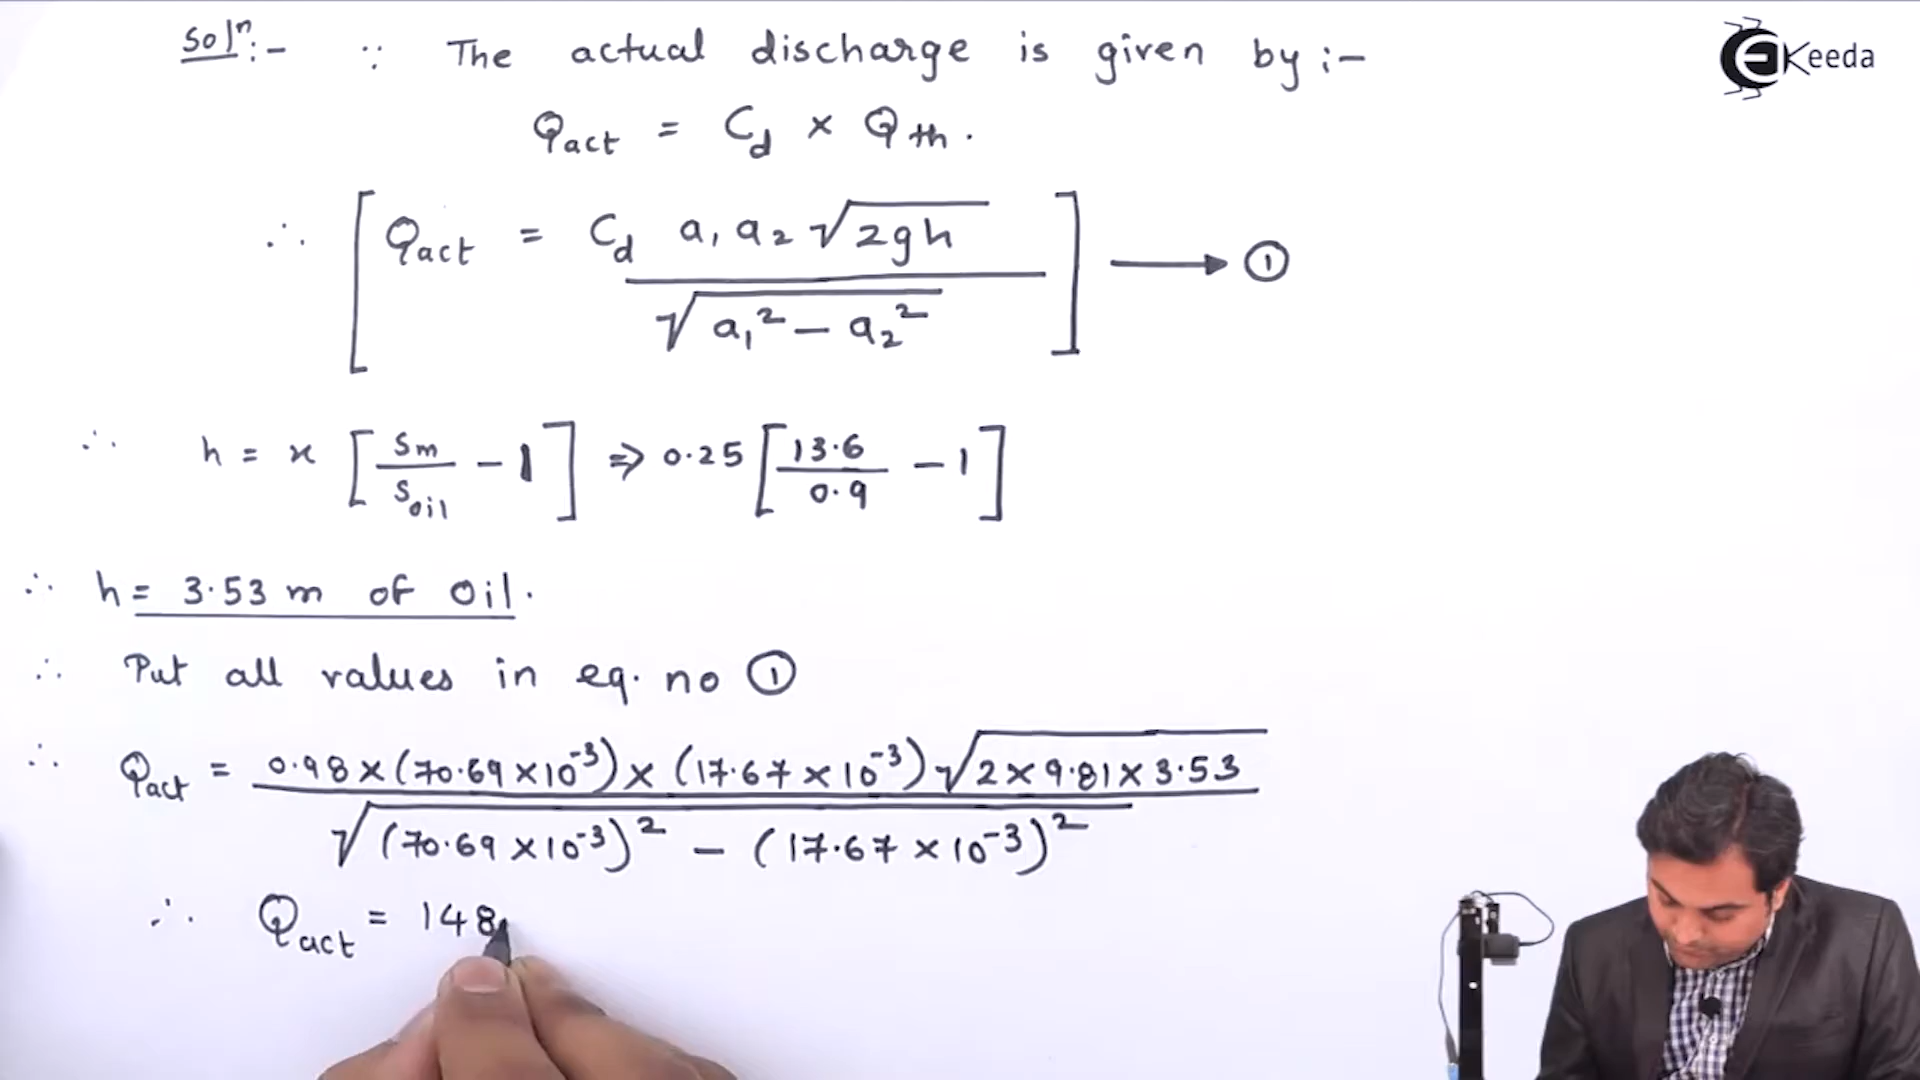 Solⁿ:- ∵ The actual discharge is given by:-
EKeeda
Qact = Cd × Qth.
∴ [Qact = Cd a₁ a₂ √2gh / √a₁² – a₂²] → ①
∴ h = x [Sm / Soil – 1] ⇒ 0.25 [13.6 / 0.9 – 1]
∴ h = 3.53 m of Oil.
∴ Put all values in eq. no ①
∴ Qact = 0.98 × (70.69 × 10⁻³) × (17.67 × 10⁻³) √2 × 9.81 × 3.53 / √(70.69 × 10⁻³)² – (17.67 × 10⁻³)²
∴ Qact = 148